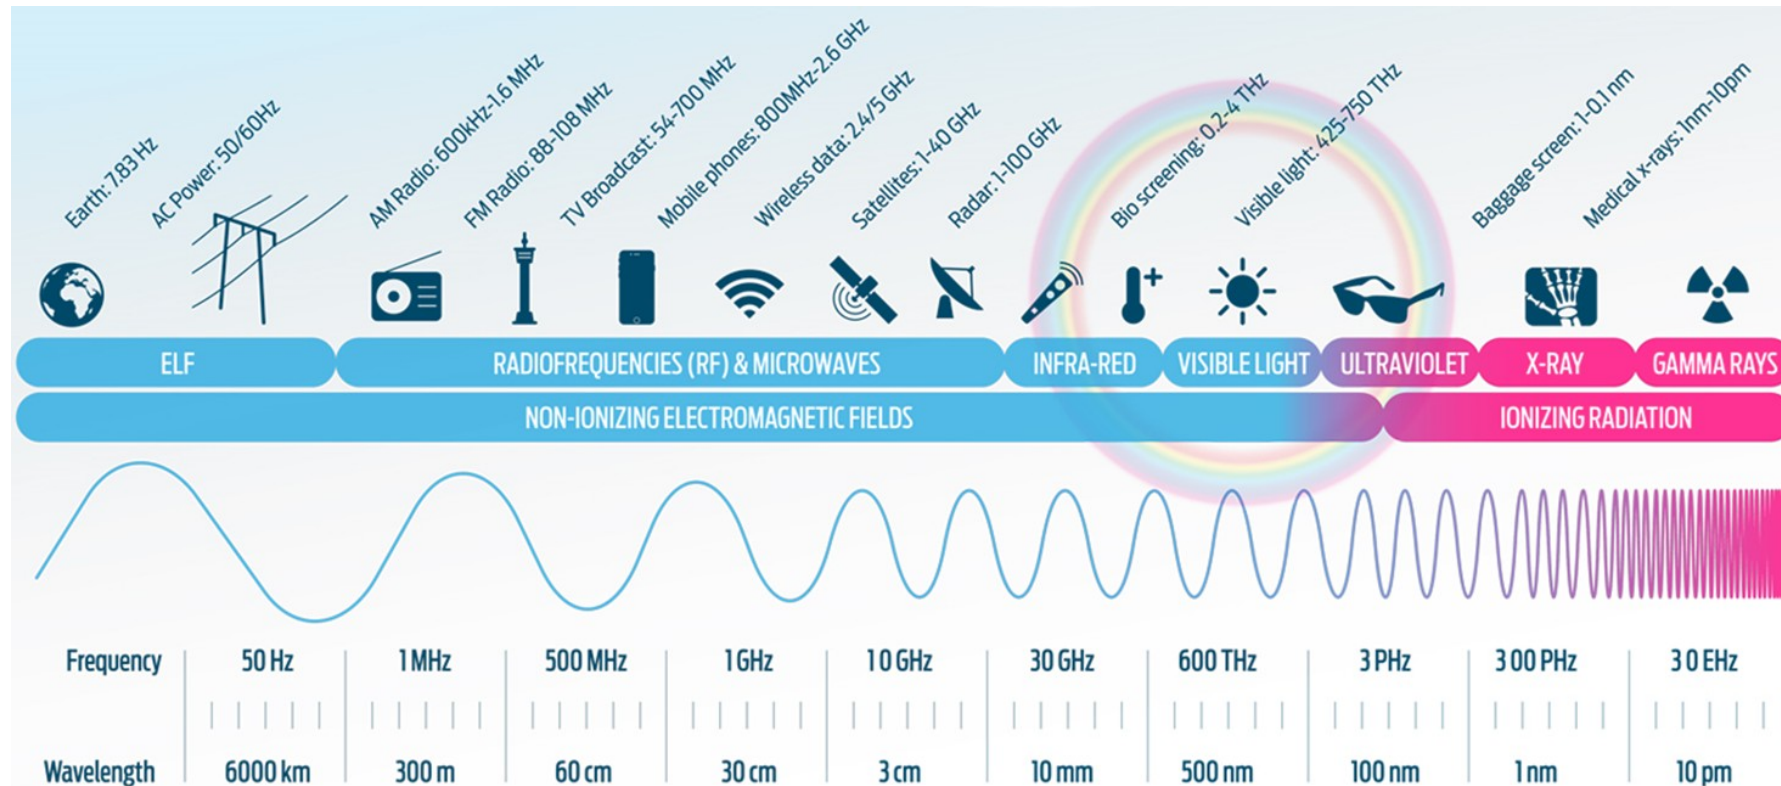 Earth: 7.83 Hz
AC Power: 50/60Hz
AM Radio: 600kHz-1.6 MHz
FM Radio: 88-108 MHz
TV Broadcast: 54-700 MHz
Mobile phones: 800MHz-2.6 GHz
Wireless data: 2.4/5 GHz
Satellites: 1-40 GHz
Radar: 1-100 GHz
Bio screening: 0.2-4 THz
Visible light: 425-750 THz
Baggage screen: 1-0.1 nm
Medical x-rays: 1nm-10pm
ELF RADIOFREQUENCIES (RF) & MICROWAVES INFRA-RED VISIBLE LIGHT ULTRAVIOLET X-RAY GAMMA RAYS
NON-IONIZING ELECTROMAGNETIC FIELDS IONIZING RADIATION
Frequency 50 Hz 1 MHz 500 MHz 1 GHz 10 GHz 30 GHz 600 THz 3 PHz 300 PHz 30 EHz
Wavelength 6000 km 300 m 60 cm 30 cm 3 cm 10 mm 500 nm 100 nm 1 nm 10 pm